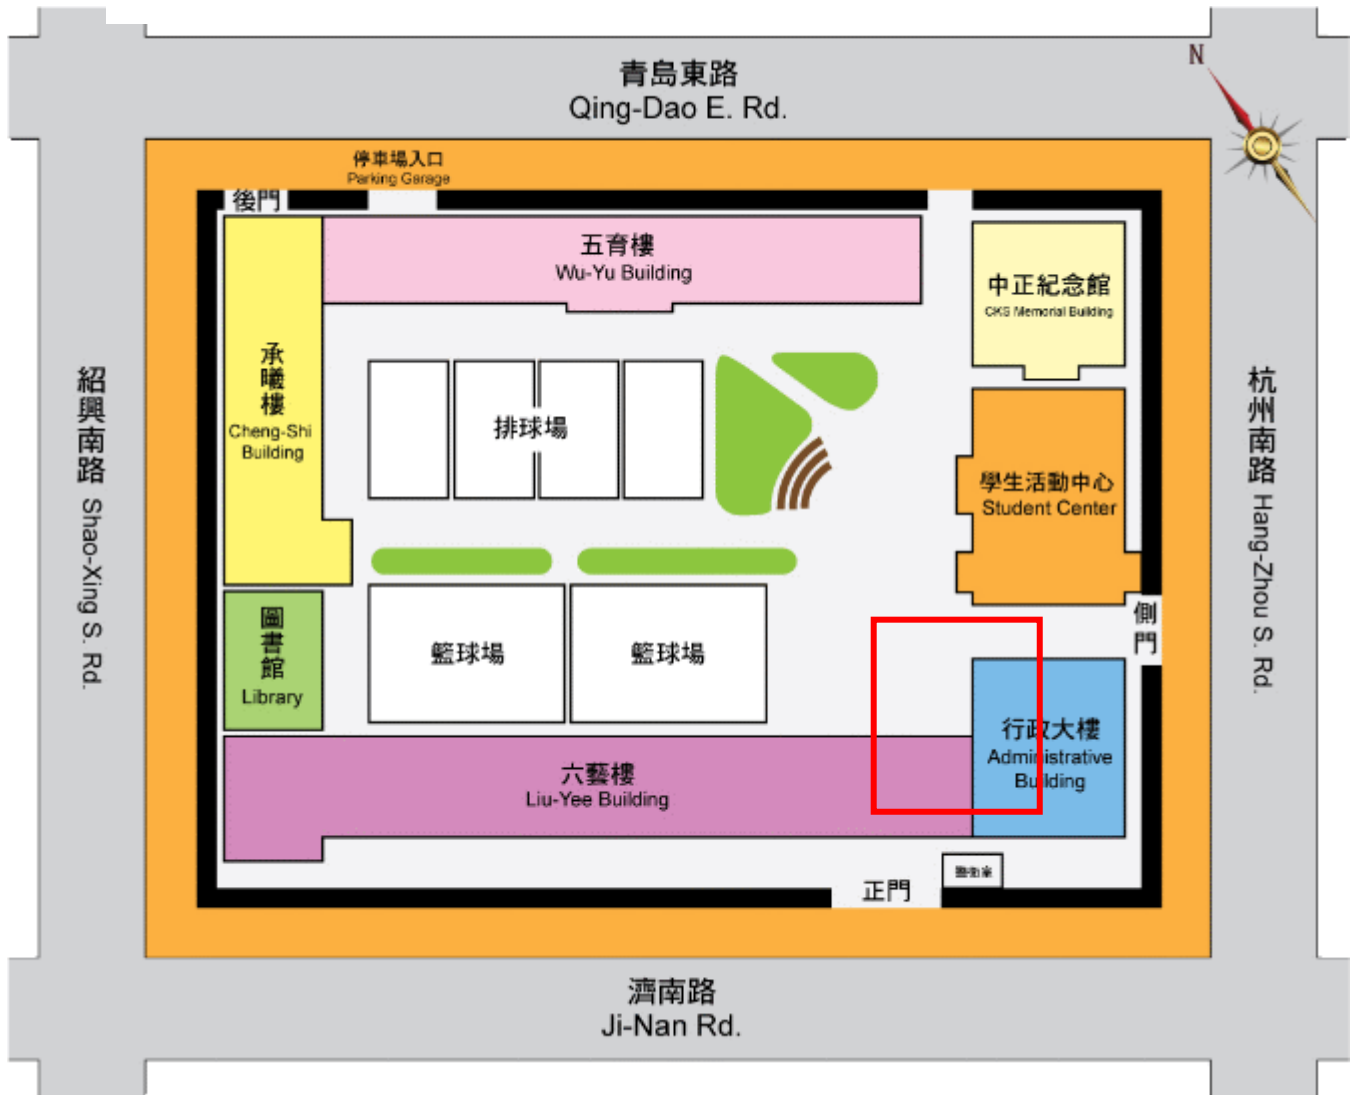 青島東路
Qing-Dao E. Rd.
N
停車場入口
Parking Garage
後門
五育樓
Wu-Yu Building
中正紀念館
CKS Memorial Building
承曦樓
Cheng-Shi
Building
排球場
學生活動中心
Student Center
紹興南路 Shao-Xing S. Rd.
杭州南路 Hang-Zhou S. Rd.
圖書館
Library
籃球場
籃球場
側門
行政大樓
Administrative
Building
六藝樓
Liu-Yee Building
警衛室
正門
濟南路
Ji-Nan Rd.